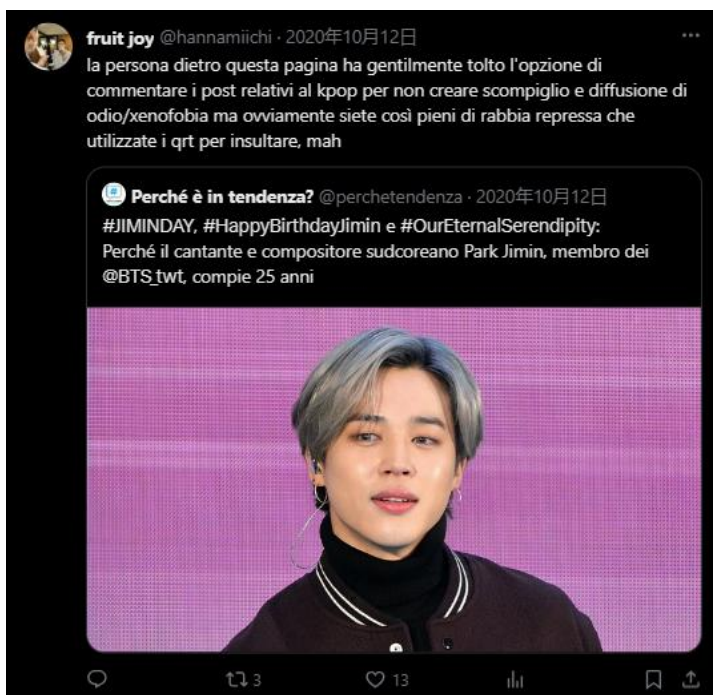 fruit joy @hannamiichi · 2020年10月12日
la persona dietro questa pagina ha gentilmente tolto l'opzione di
commentare i post relativi al kpop per non creare scompiglio e diffusione di
odio/xenofobia ma ovviamente siete così pieni di rabbia repressa che
utilizzate i qrt per insultare, mah
Perché è in tendenza? @perchetendenza · 2020年10月12日
#JIMINDAY, #HappyBirthdayJimin e #OurEternalSerendipity:
Perché il cantante e compositore sudcoreano Park Jimin, membro dei
@BTS_twt, compie 25 anni
3 13